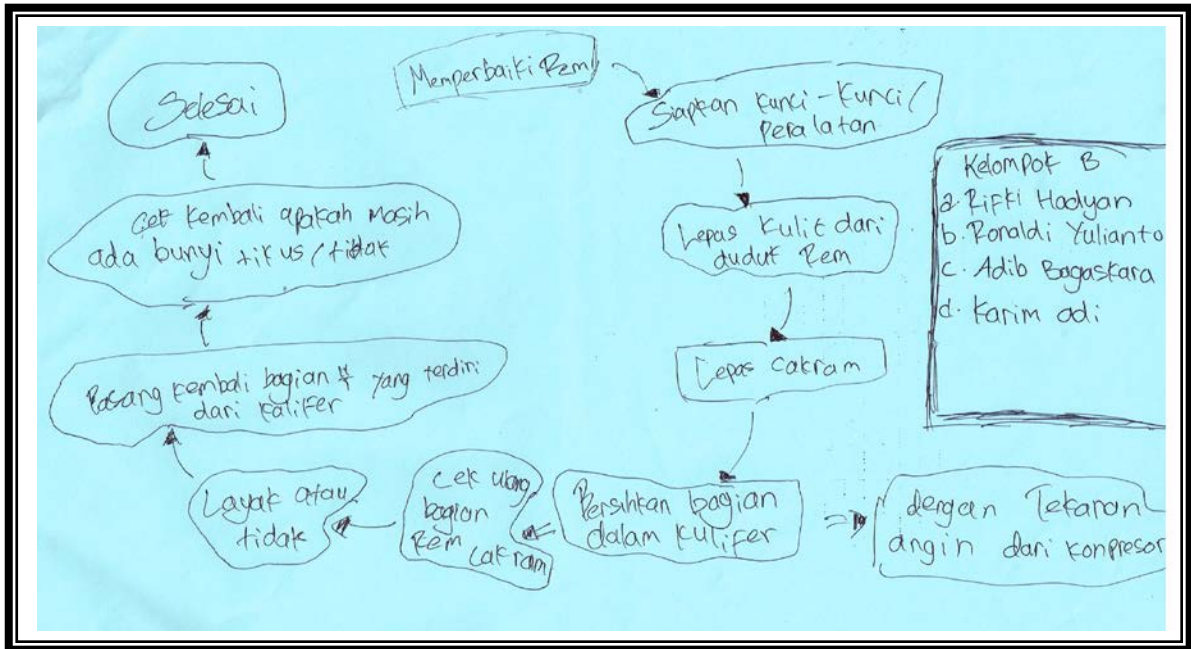 Memperbaiki Rem
Siapkan kunci-kunci/
peralatan
Lepas kulit dari
duduk Rem
Lepas cakram
Bersihkan bagian
dalam kulifer
dengan Tekanan
angin dari konpresor
cek ulang
bagian
Rem
cakram
Layak atau
tidak
Pasang kembali bagian yang terdiri
dari kalifer
Cek kembali apakah Masih
ada bunyi tikus/tidak
Selesai
Kelompok B
a. Rifki Hadyan
b. Ronaldi Yulianto
c. Adib Bagaskara
d. Karim adi